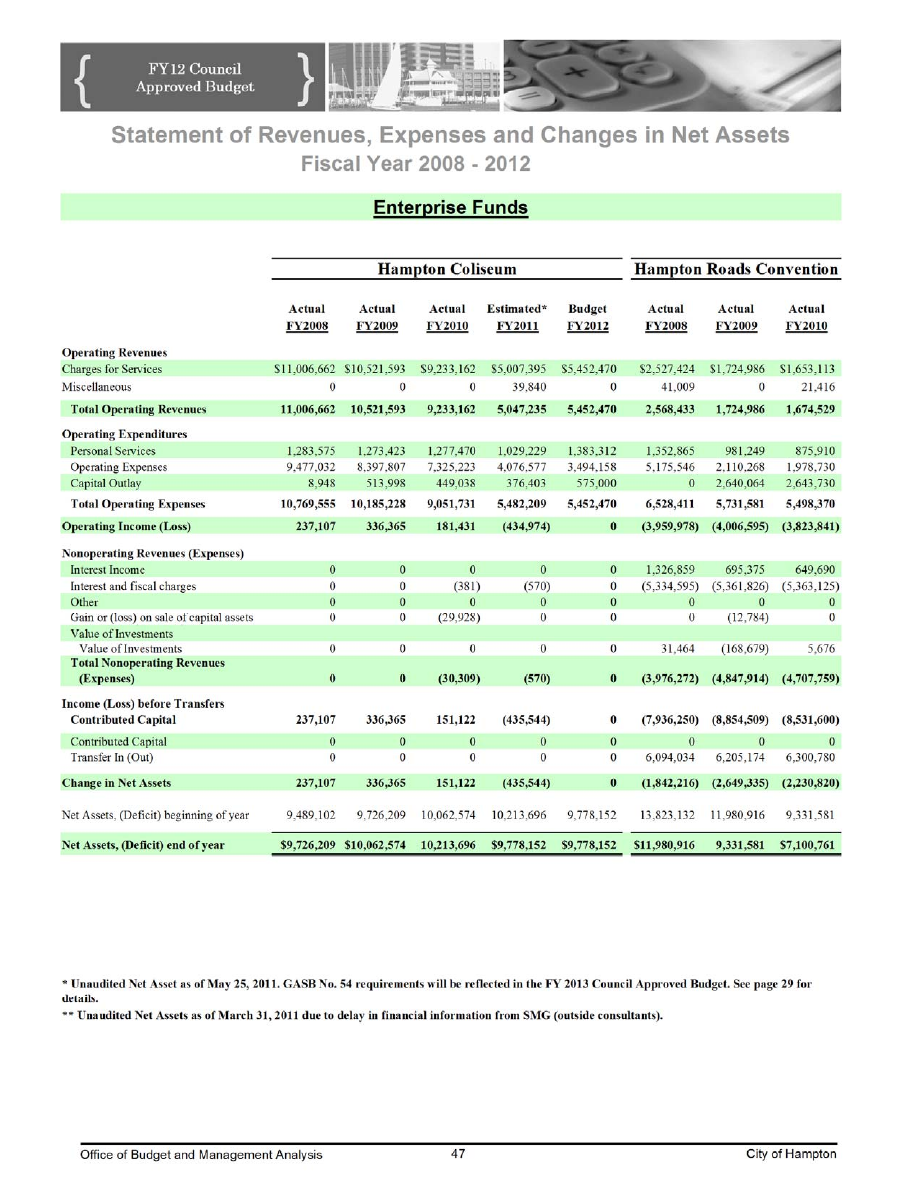 FY12 Council
Approved Budget
Statement of Revenues, Expenses and Changes in Net Assets
Fiscal Year 2008 - 2012
Enterprise Funds
Hampton Coliseum Hampton Roads Convention
Actual Actual Actual Estimated* Budget Actual Actual Actual
FY2008 FY2009 FY2010 FY2011 FY2012 FY2008 FY2009 FY2010
Operating Revenues
Charges for Services $11,006,662 $10,521,593 $9,233,162 $5,007,395 $5,452,470 $2,527,424 $1,724,986 $1,653,113
Miscellaneous 0 0 0 39,840 0 41,009 0 21,416
Total Operating Revenues 11,006,662 10,521,593 9,233,162 5,047,235 5,452,470 2,568,433 1,724,986 1,674,529
Operating Expenditures
Personal Services 1,283,575 1,273,423 1,277,470 1,029,229 1,383,312 1,352,865 981,249 875,910
Operating Expenses 9,477,032 8,397,807 7,325,223 4,076,577 3,494,158 5,175,546 2,110,268 1,978,730
Capital Outlay 8,948 513,998 449,038 376,403 575,000 0 2,640,064 2,643,730
Total Operating Expenses 10,769,555 10,185,228 9,051,731 5,482,209 5,452,470 6,528,411 5,731,581 5,498,370
Operating Income (Loss) 237,107 336,365 181,431 (434,974) 0 (3,959,978) (4,006,595) (3,823,841)
Nonoperating Revenues (Expenses)
Interest Income 0 0 0 0 0 1,326,859 695,375 649,690
Interest and fiscal charges 0 0 (381) (570) 0 (5,334,595) (5,361,826) (5,363,125)
Other 0 0 0 0 0 0 0 0
Gain or (loss) on sale of capital assets 0 0 (29,928) 0 0 0 (12,784) 0
Value of Investments
Value of Investments 0 0 0 0 0 31,464 (168,679) 5,676
Total Nonoperating Revenues
(Expenses) 0 0 (30,309) (570) 0 (3,976,272) (4,847,914) (4,707,759)
Income (Loss) before Transfers
Contributed Capital 237,107 336,365 151,122 (435,544) 0 (7,936,250) (8,854,509) (8,531,600)
Contributed Capital 0 0 0 0 0 0 0 0
Transfer In (Out) 0 0 0 0 0 6,094,034 6,205,174 6,300,780
Change in Net Assets 237,107 336,365 151,122 (435,544) 0 (1,842,216) (2,649,335) (2,230,820)
Net Assets, (Deficit) beginning of year 9,489,102 9,726,209 10,062,574 10,213,696 9,778,152 13,823,132 11,980,916 9,331,581
Net Assets, (Deficit) end of year $9,726,209 $10,062,574 10,213,696 $9,778,152 $9,778,152 $11,980,916 9,331,581 $7,100,761
* Unaudited Net Asset as of May 25, 2011. GASB No. 54 requirements will be reflected in the FY 2013 Council Approved Budget. See page 29 for
details.
** Unaudited Net Assets as of March 31, 2011 due to delay in financial information from SMG (outside consultants).
Office of Budget and Management Analysis 47 City of Hampton